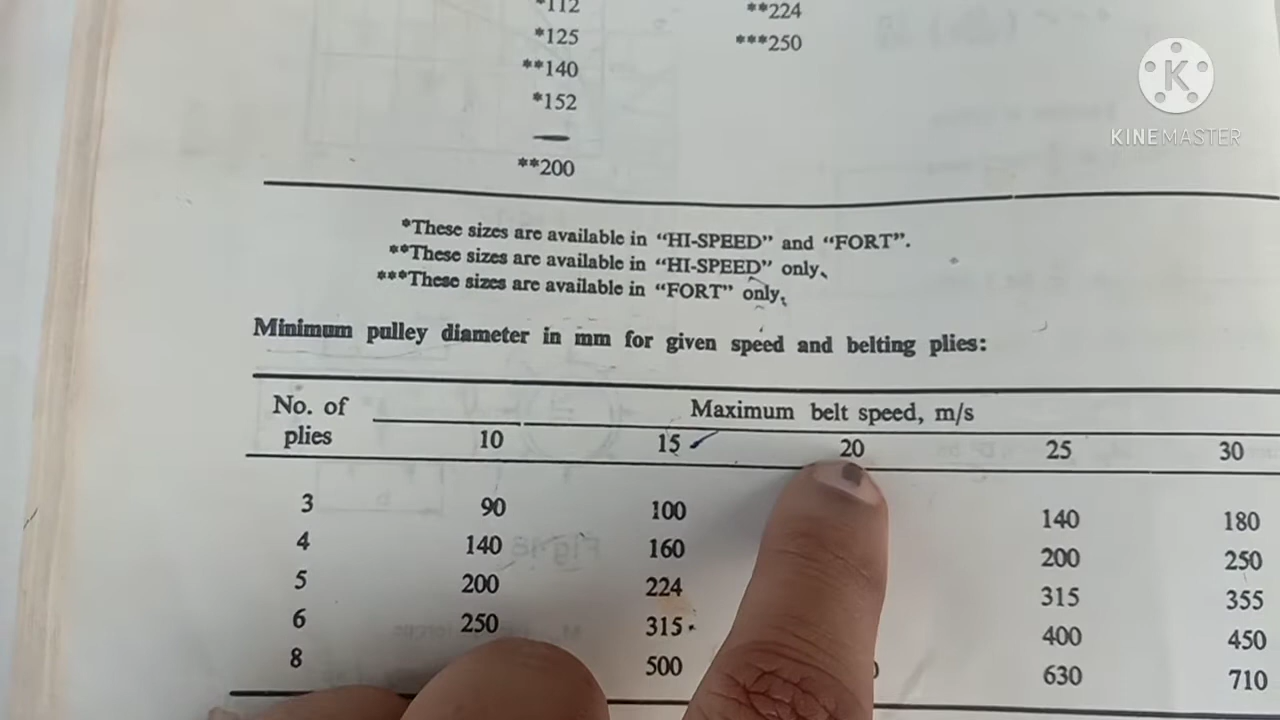 *112 **224
*125 ***250
**140
*152
—
**200
K
KINEMASTER
*These sizes are available in "HI-SPEED" and "FORT".
**These sizes are available in "HI-SPEED" only.
***These sizes are available in "FORT" only.
Minimum pulley diameter in mm for given speed and belting plies:
No. of plies Maximum belt speed, m/s
10 15 20 25 30
3 90 100 140 180
4 140 160 200 250
5 200 224 315 355
6 250 315 400 450
8 500 630 710